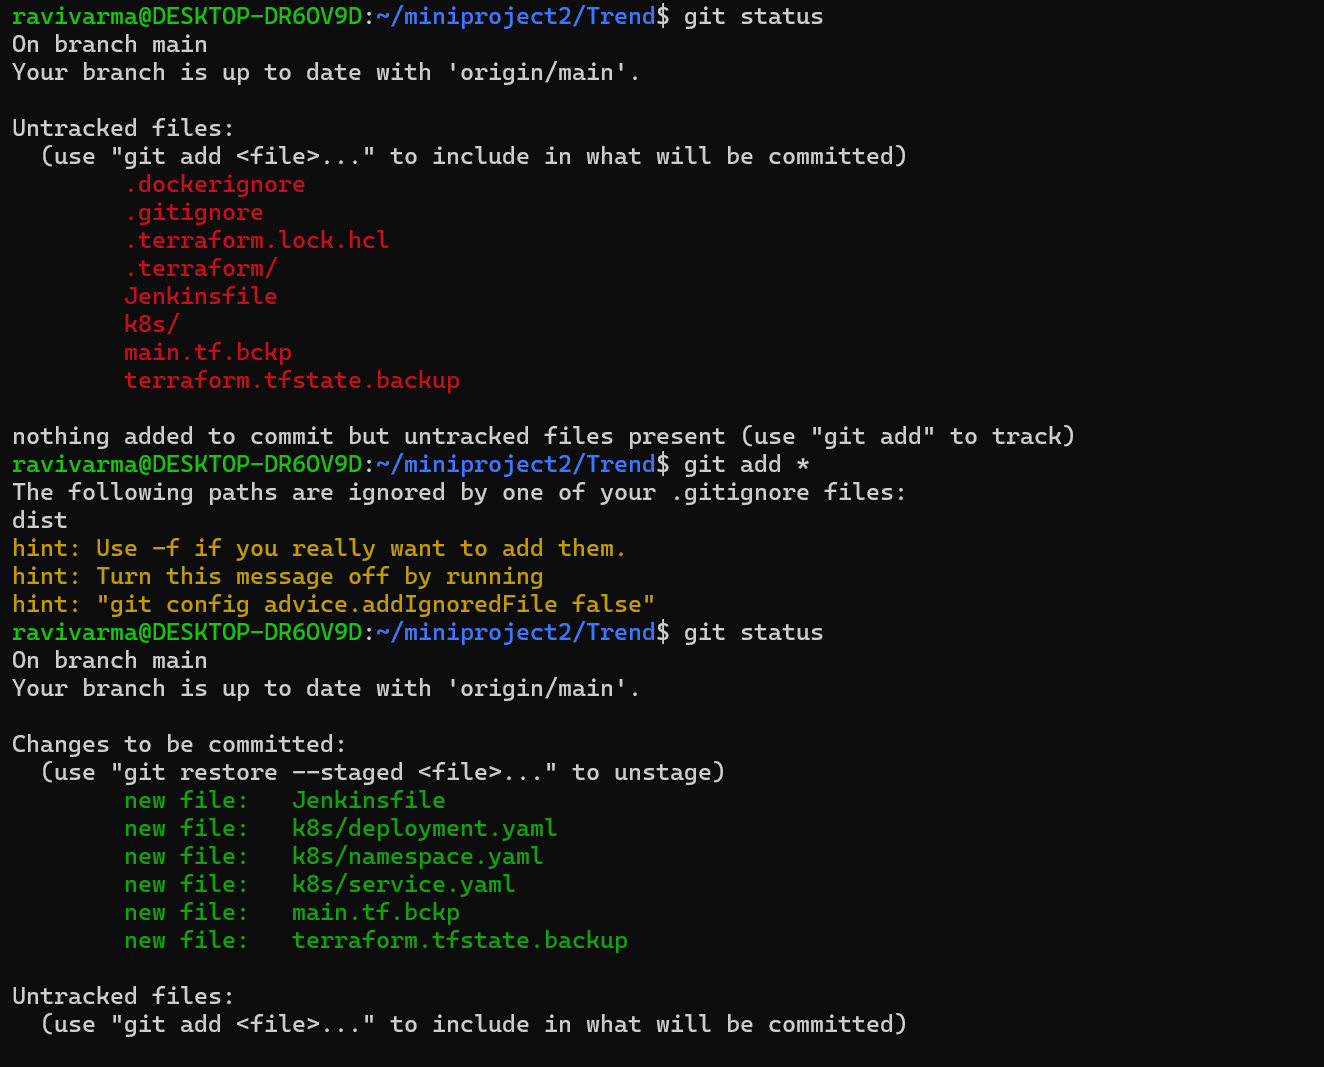 ravivarma@DESKTOP-DR6OV9D:~/miniproject2/Trend$ git status
On branch main
Your branch is up to date with 'origin/main'.
Untracked files:
(use "git add <file>..." to include in what will be committed)
.dockerignore
.gitignore
.terraform.lock.hcl
.terraform/
Jenkinsfile
k8s/
main.tf.bckp
terraform.tfstate.backup
nothing added to commit but untracked files present (use "git add" to track)
ravivarma@DESKTOP-DR6OV9D:~/miniproject2/Trend$ git add *
The following paths are ignored by one of your .gitignore files:
dist
hint: Use -f if you really want to add them.
hint: Turn this message off by running
hint: "git config advice.addIgnoredFile false"
ravivarma@DESKTOP-DR6OV9D:~/miniproject2/Trend$ git status
On branch main
Your branch is up to date with 'origin/main'.
Changes to be committed:
(use "git restore --staged <file>..." to unstage)
new file:   Jenkinsfile
new file:   k8s/deployment.yaml
new file:   k8s/namespace.yaml
new file:   k8s/service.yaml
new file:   main.tf.bckp
new file:   terraform.tfstate.backup
Untracked files:
(use "git add <file>..." to include in what will be committed)